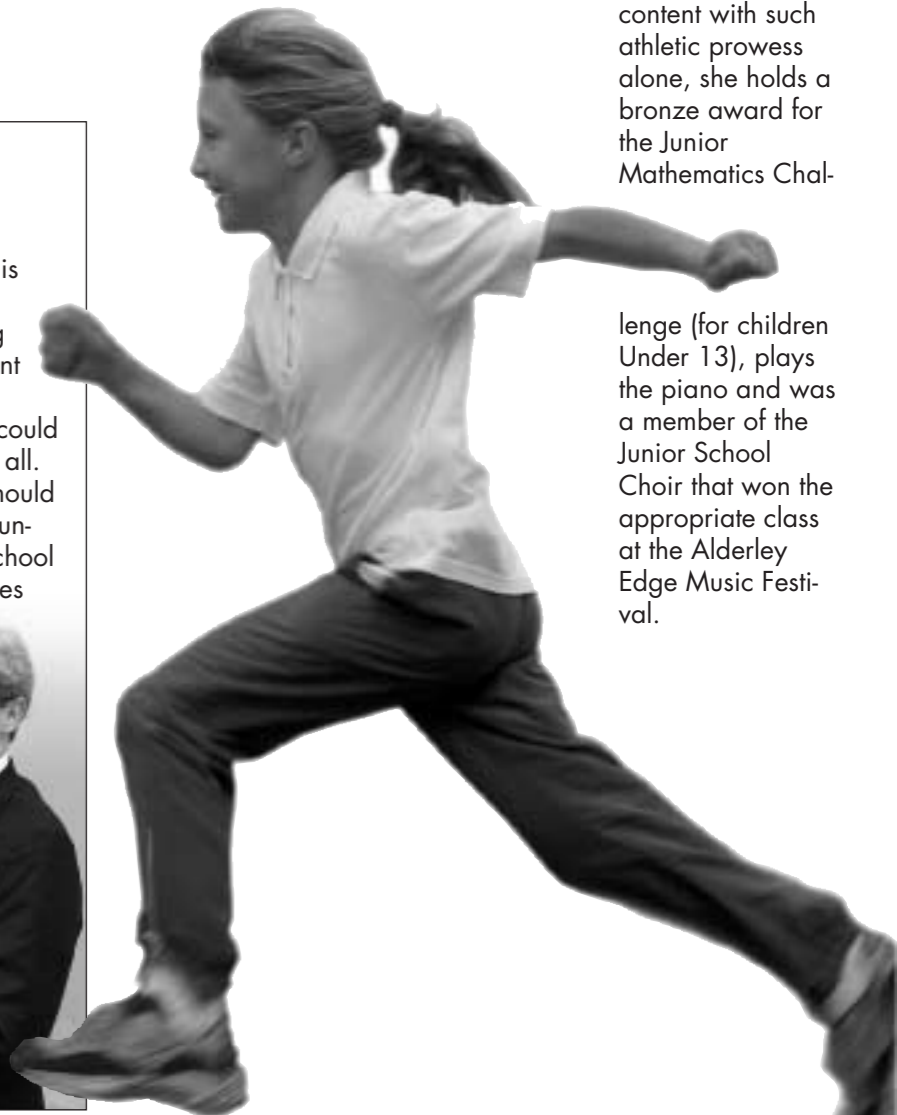 is
nt
could
all.
hould
un-
chool
es
content with such
athletic prowess
alone, she holds a
bronze award for
the Junior
Mathematics Chal-
lenge (for children
Under 13), plays
the piano and was
a member of the
Junior School
Choir that won the
appropriate class
at the Alderley
Edge Music Festi-
val.